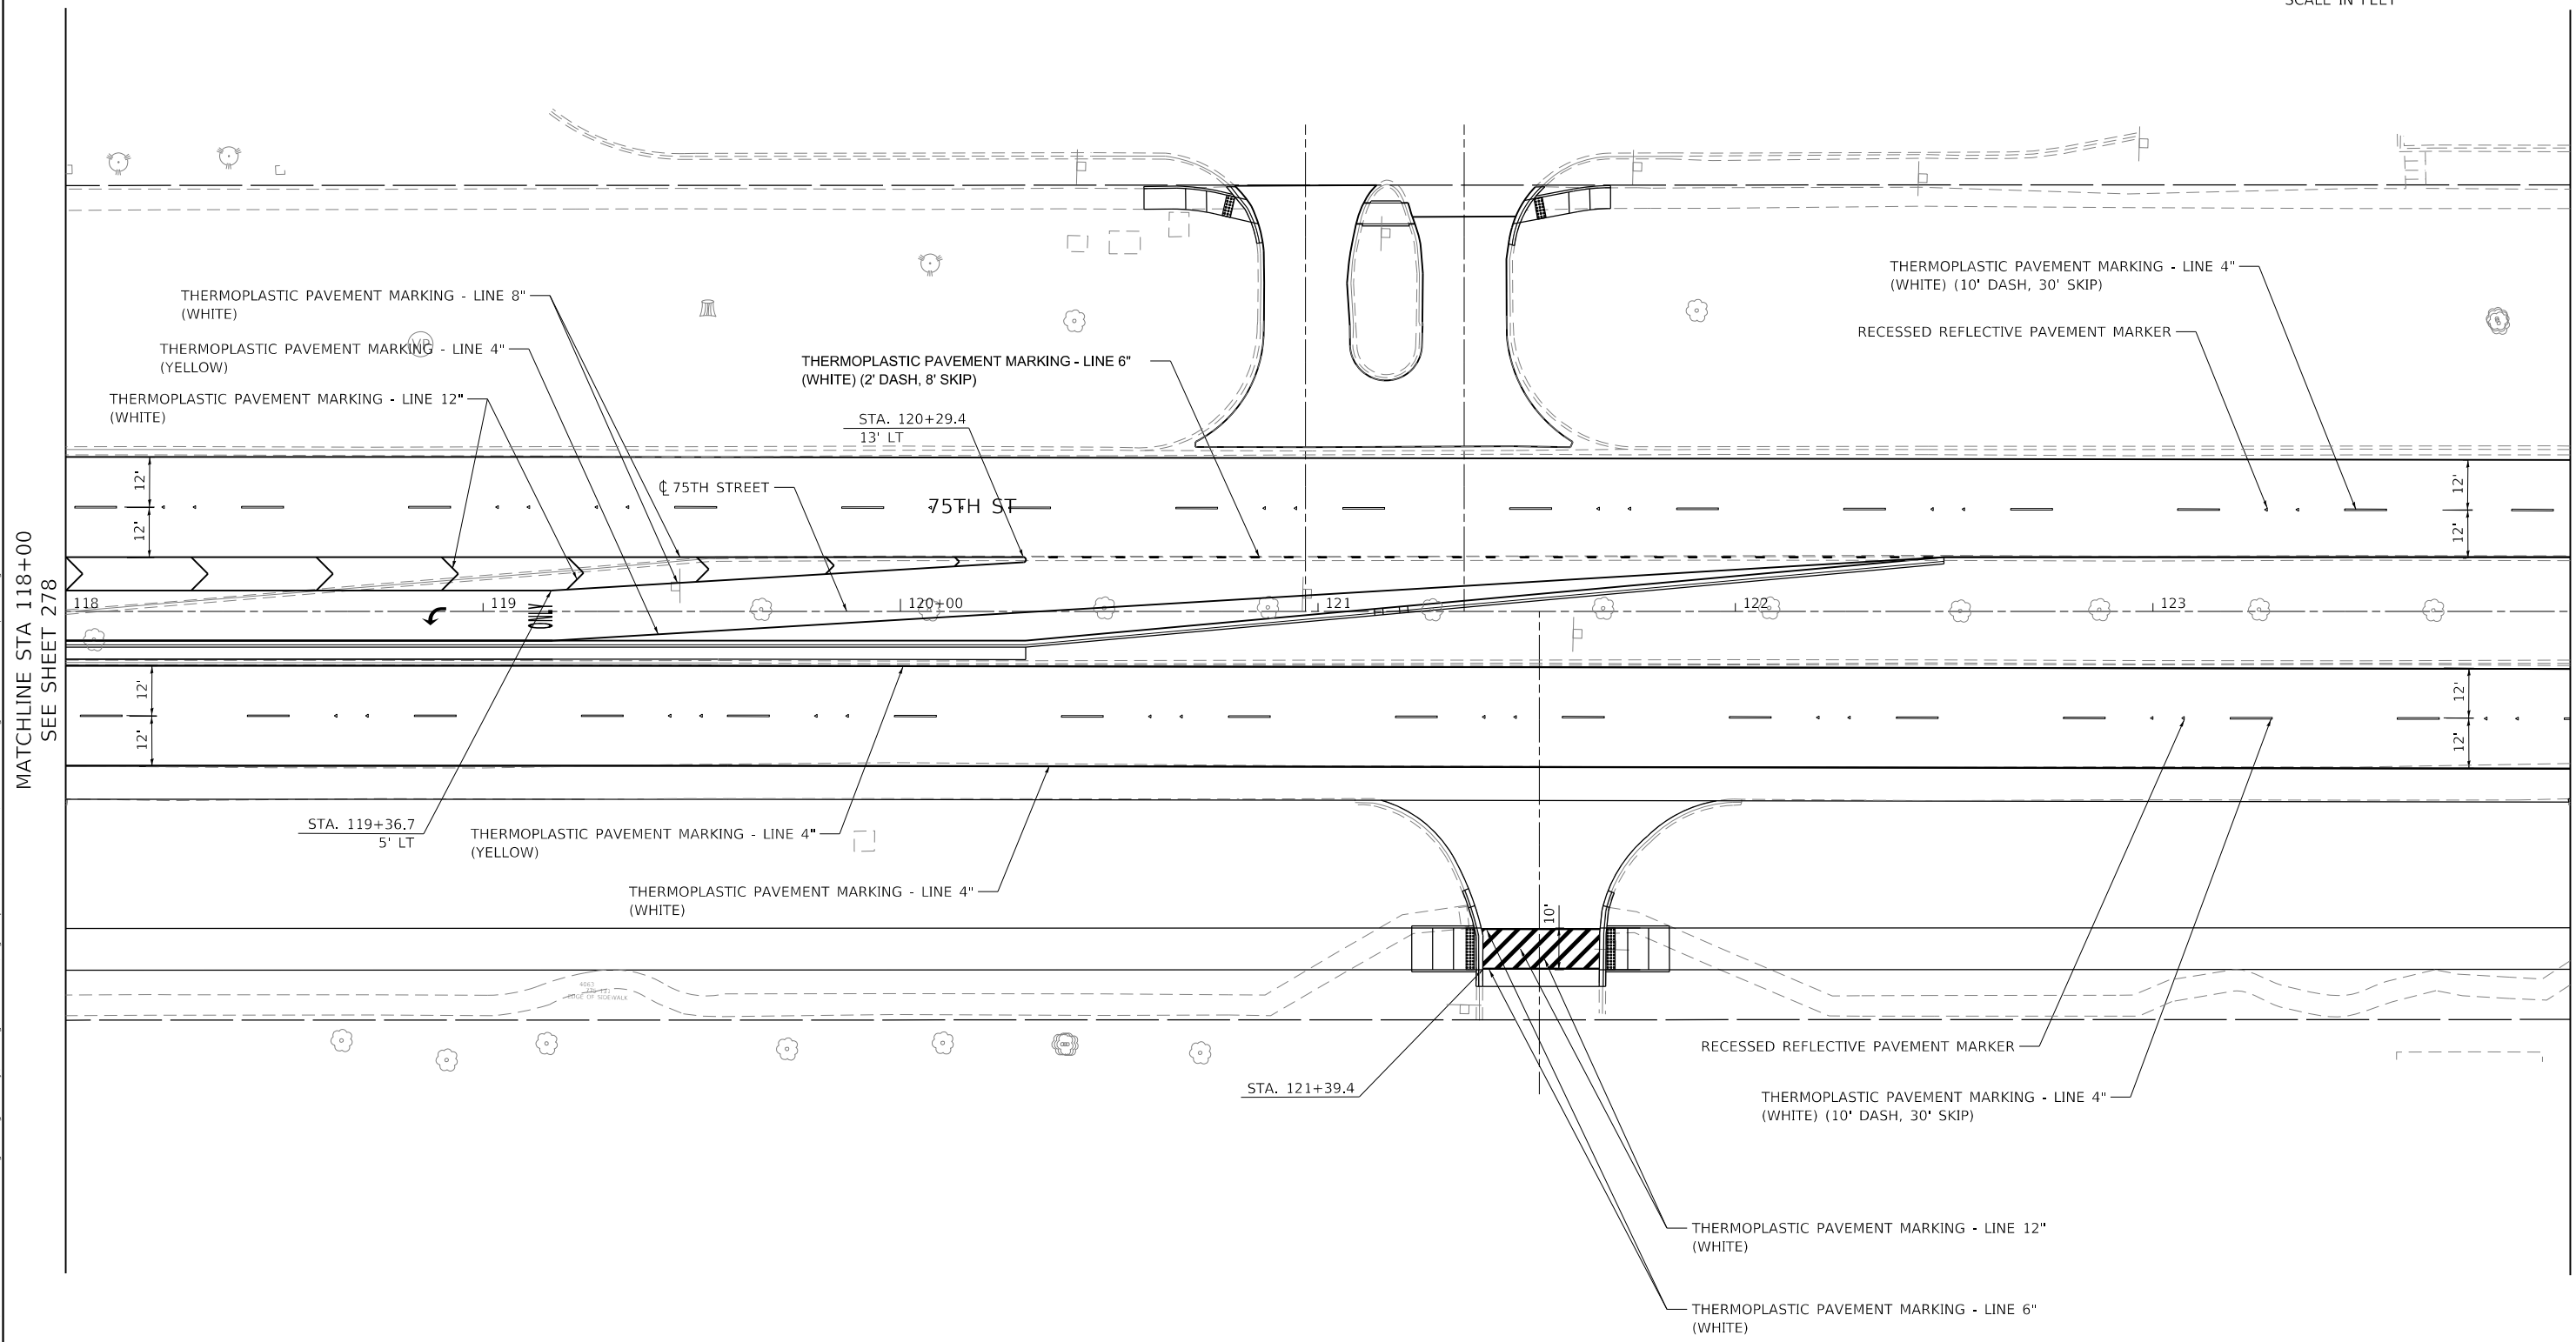 SCALE IN FEET
THERMOPLASTIC PAVEMENT MARKING - LINE 8"
(WHITE)
THERMOPLASTIC PAVEMENT MARKING - LINE 4"
(YELLOW)
VP
THERMOPLASTIC PAVEMENT MARKING - LINE 12"
(WHITE)
THERMOPLASTIC PAVEMENT MARKING - LINE 6"
(WHITE) (2' DASH, 8' SKIP)
STA. 120+29.4
13' LT
THERMOPLASTIC PAVEMENT MARKING - LINE 4"
(WHITE) (10' DASH, 30' SKIP)
RECESSED REFLECTIVE PAVEMENT MARKER
12'
12'
℄ 75TH STREET
75TH ST
12'
12'
MATCHLINE STA 118+00
SEE SHEET 278
118
119
120+00
121
122
123
12'
12'
12'
12'
STA. 119+36.7
5' LT
THERMOPLASTIC PAVEMENT MARKING - LINE 4"
(YELLOW)
THERMOPLASTIC PAVEMENT MARKING - LINE 4"
(WHITE)
10'
EDGE OF SIDEWALK
STA. 121+39.4
RECESSED REFLECTIVE PAVEMENT MARKER
THERMOPLASTIC PAVEMENT MARKING - LINE 4"
(WHITE) (10' DASH, 30' SKIP)
THERMOPLASTIC PAVEMENT MARKING - LINE 12"
(WHITE)
THERMOPLASTIC PAVEMENT MARKING - LINE 6"
(WHITE)